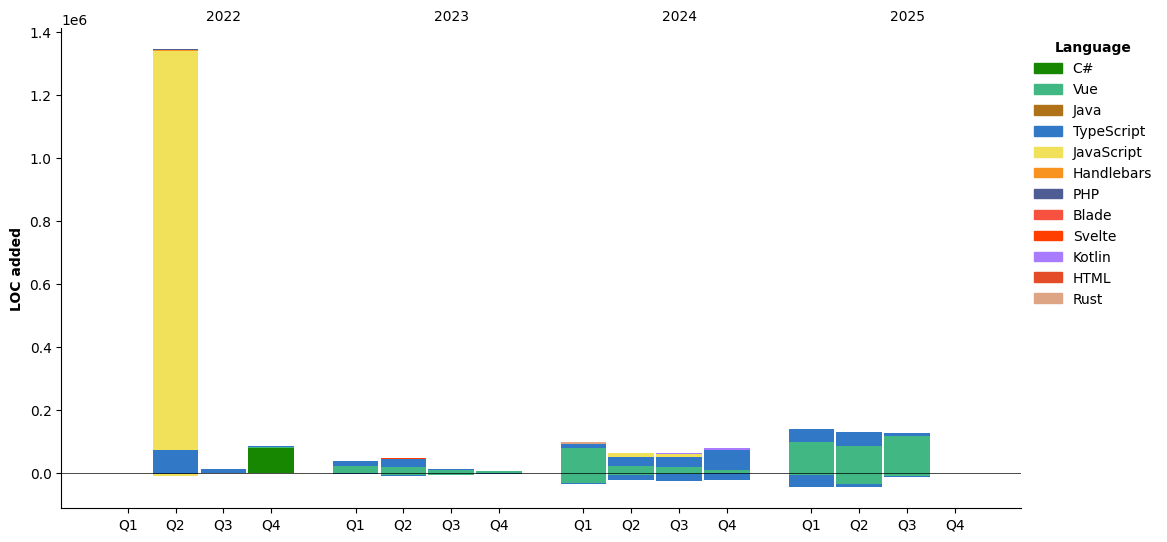 1e6
2022 2023 2024 2025
1.4
1.2
1.0
0.8
0.6
0.4
0.2
0.0
LOC added
Q1 Q2 Q3 Q4 Q1 Q2 Q3 Q4 Q1 Q2 Q3 Q4 Q1 Q2 Q3 Q4
Language
C#
Vue
Java
TypeScript
JavaScript
Handlebars
PHP
Blade
Svelte
Kotlin
HTML
Rust